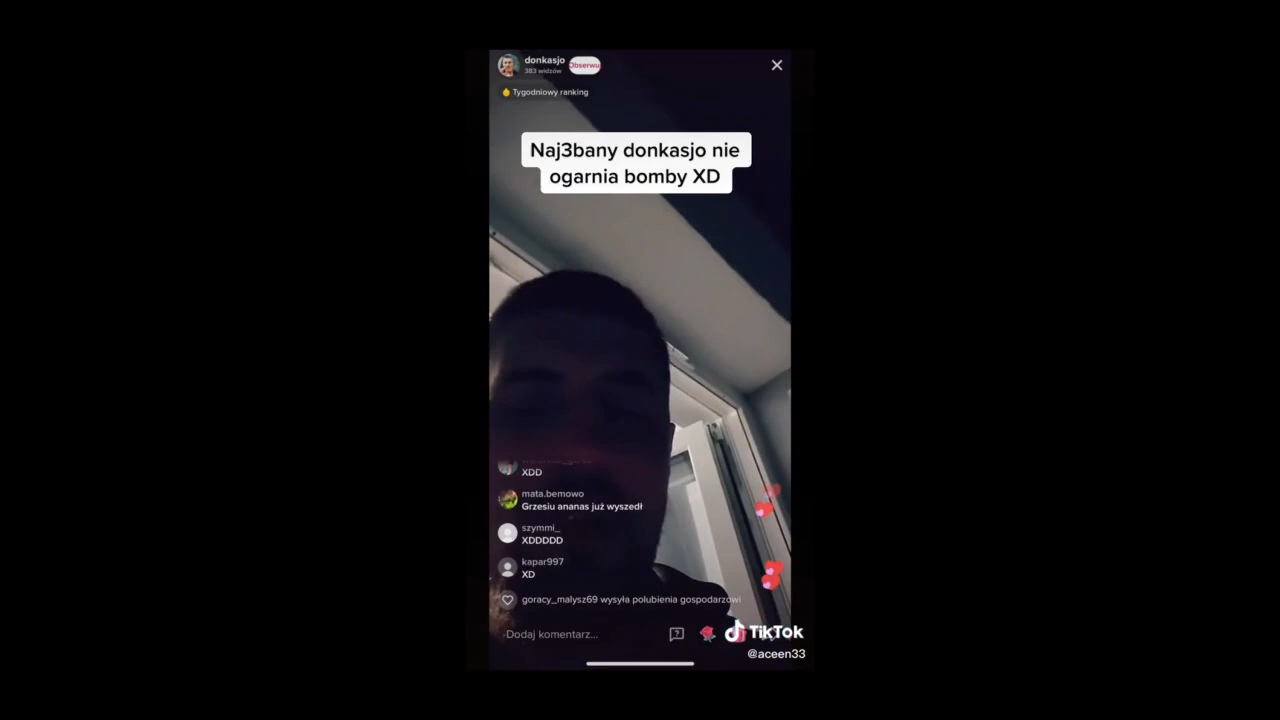 donkasjo
383 widzów
Obserwu
Tygodniowy ranking
Naj3bany donkasjo nie
ogarnia bomby XD
XDD
mata.bemowo
Grzesiu ananas już wyszedł
szymmi_
XDDDDD
kapar997
XD
goracy_malysz69 wysyła polubienia gospodarzowi
Dodaj komentarz...
TikTok
@aceen33